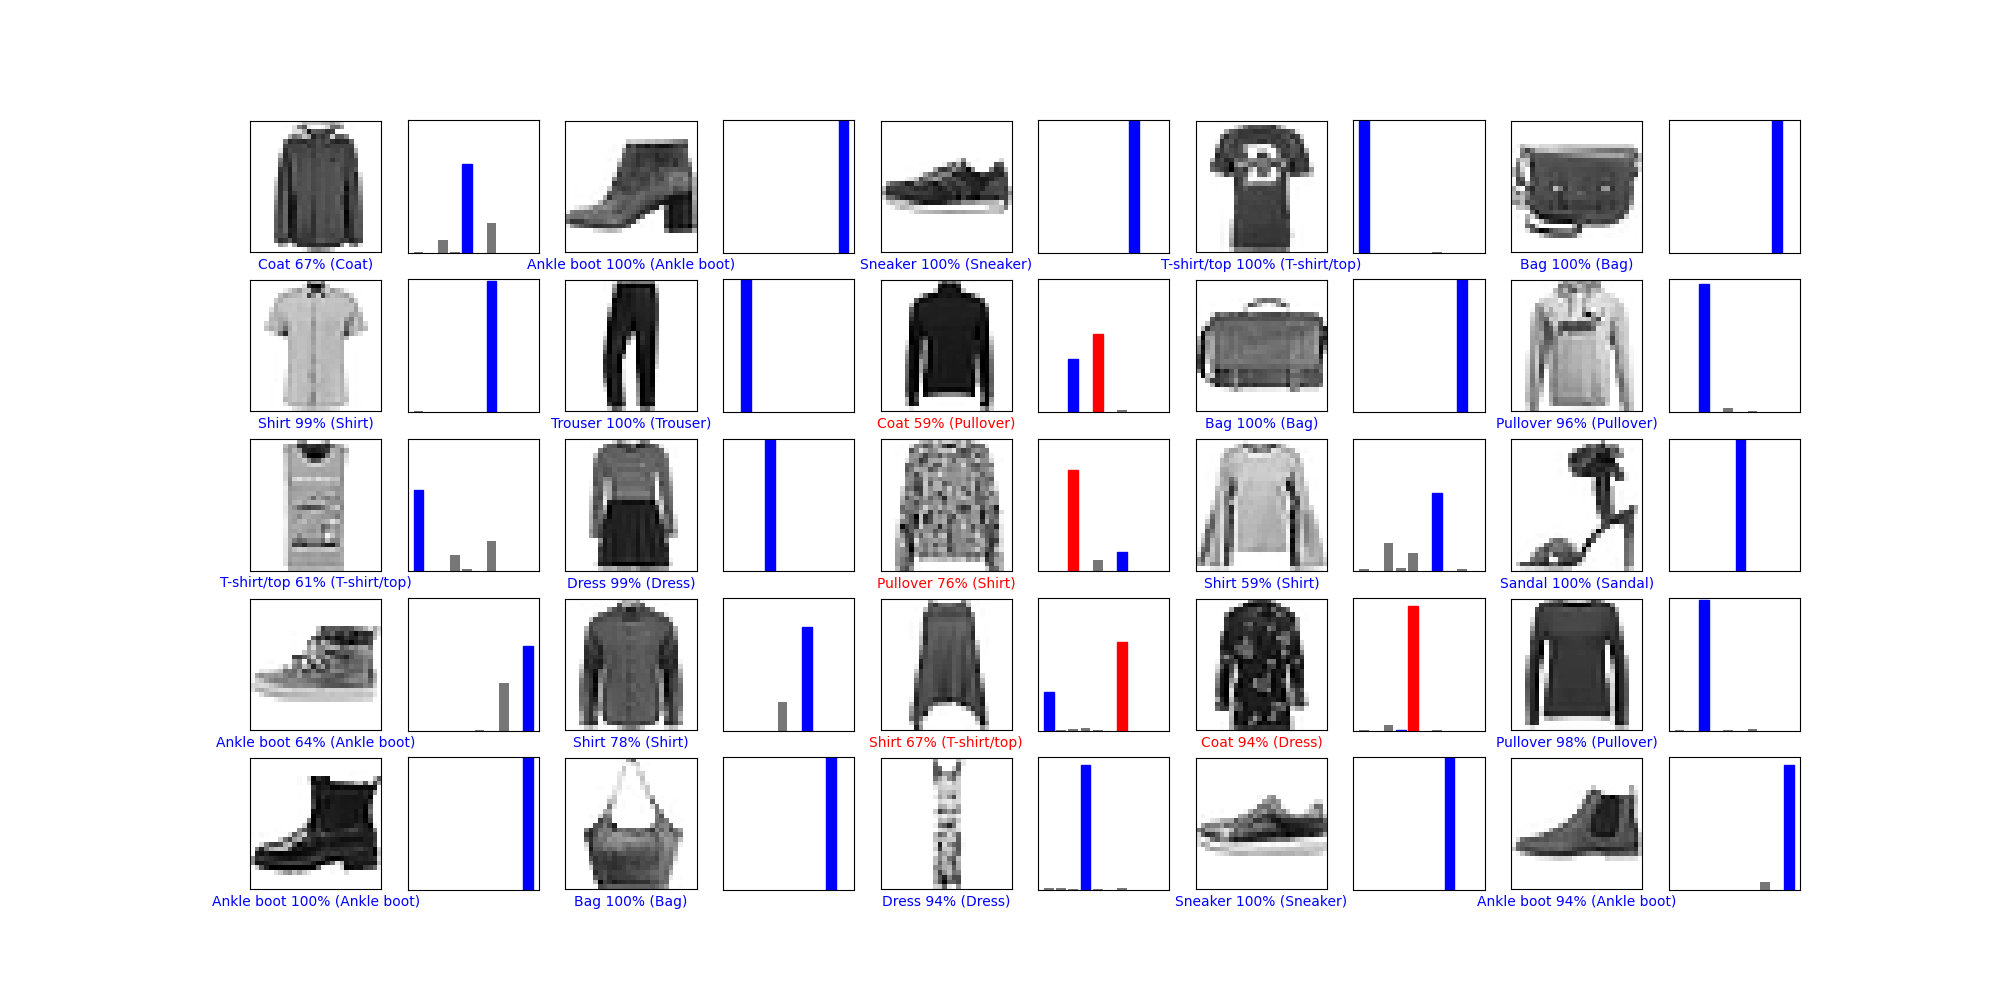 Coat 67% (Coat)
Ankle boot 100% (Ankle boot)
Sneaker 100% (Sneaker)
T-shirt/top 100% (T-shirt/top)
Bag 100% (Bag)
Shirt 99% (Shirt)
Trouser 100% (Trouser)
Coat 59% (Pullover)
Bag 100% (Bag)
Pullover 96% (Pullover)
T-shirt/top 61% (T-shirt/top)
Dress 99% (Dress)
Pullover 76% (Shirt)
Shirt 59% (Shirt)
Sandal 100% (Sandal)
Ankle boot 64% (Ankle boot)
Shirt 78% (Shirt)
Shirt 67% (T-shirt/top)
Coat 94% (Dress)
Pullover 98% (Pullover)
Ankle boot 100% (Ankle boot)
Bag 100% (Bag)
Dress 94% (Dress)
Sneaker 100% (Sneaker)
Ankle boot 94% (Ankle boot)